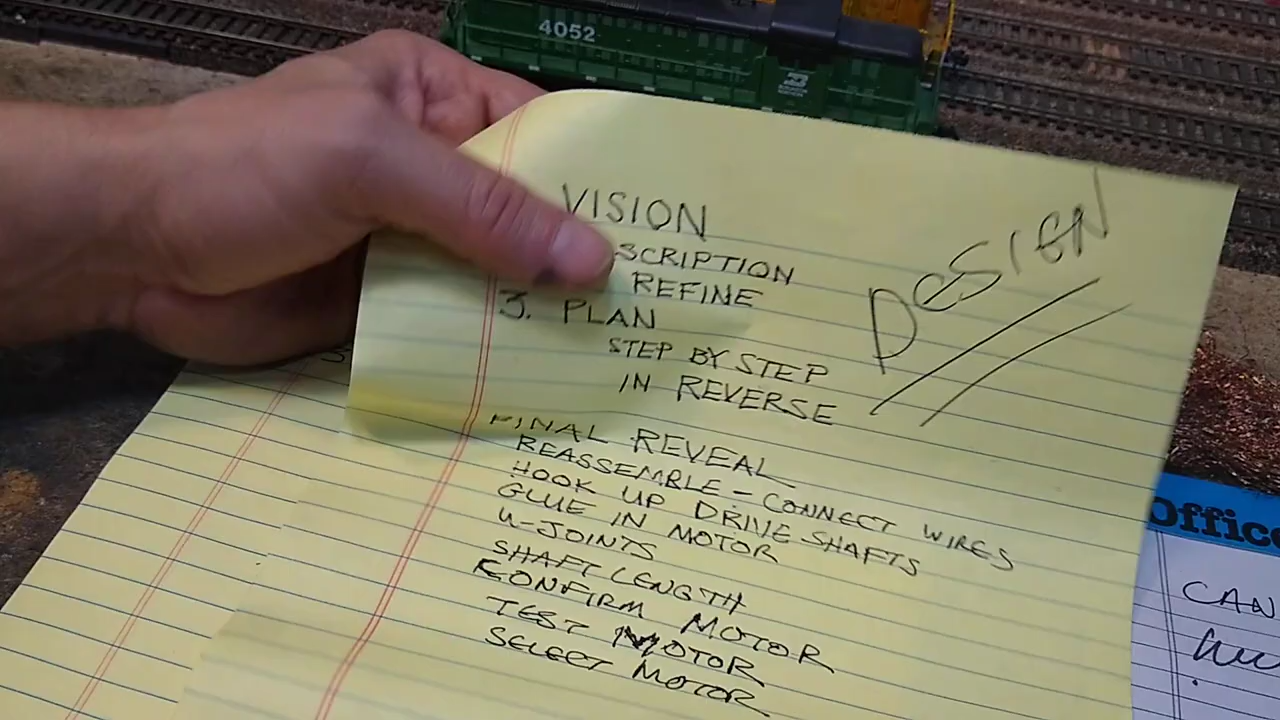 4052
VISION
SCRIPTION
REFINE
3. PLAN
STEP BY STEP
IN REVERSE
DESIGN
FINAL REVEAL
REASSEMBLE - CONNECT WIRES
HOOK UP DRIVE SHAFTS
GLUE IN MOTOR
U-JOINTS
SHAFT LENGTH
CONFIRM MOTOR
TEST MOTOR
SELECT MOTOR
Office
CAN